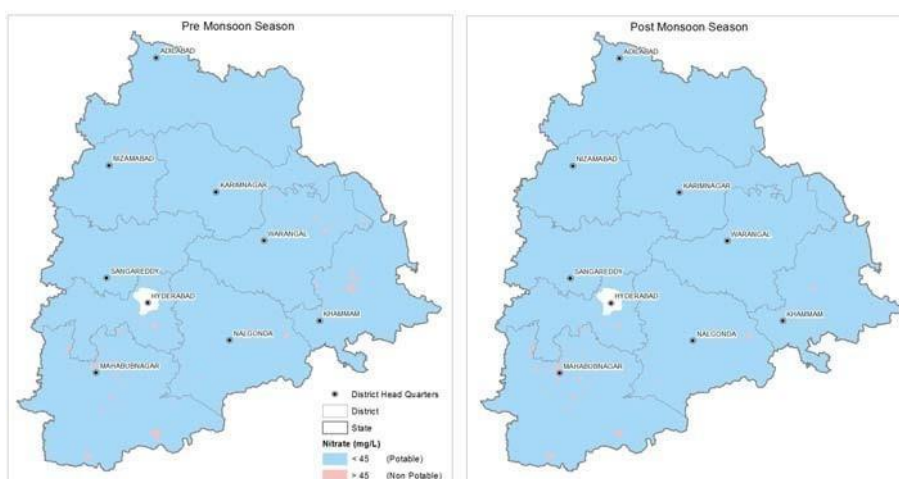 Pre Monsoon Season
ADILABAD
NIZAMABAD
KARIMNAGAR
WARANGAL
SANGAREDDY
HYDERABAD
KHAMMAM
NALGONDA
MAHABUBNAGAR
District Head Quarters
District
State
Nitrate (mg/L)
< 45 (Potable)
> 45 (Non Potable)
Post Monsoon Season
ADILABAD
NIZAMABAD
KARIMNAGAR
WARANGAL
SANGAREDDY
HYDERABAD
KHAMMAM
NALGONDA
MAHABUBNAGAR